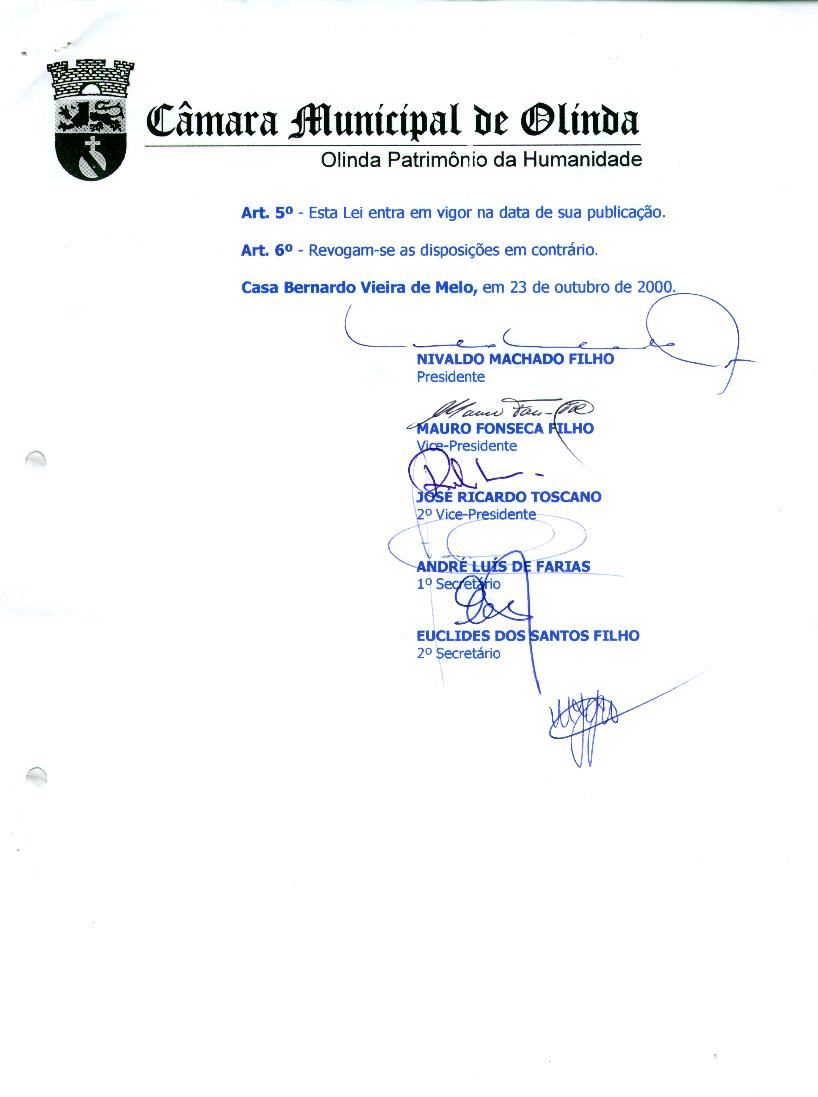 Câmara Municipal de Olinda
Olinda Patrimônio da Humanidade
Art. 5º - Esta Lei entra em vigor na data de sua publicação.
Art. 6º - Revogam-se as disposições em contrário.
Casa Bernardo Vieira de Melo, em 23 de outubro de 2000.
NIVALDO MACHADO FILHO
Presidente
MAURO FONSECA FILHO
Vice-Presidente
JOSÉ RICARDO TOSCANO
2º Vice-Presidente
ANDRÉ LUÍS DE FARIAS
1º Secretário
EUCLIDES DOS SANTOS FILHO
2º Secretário